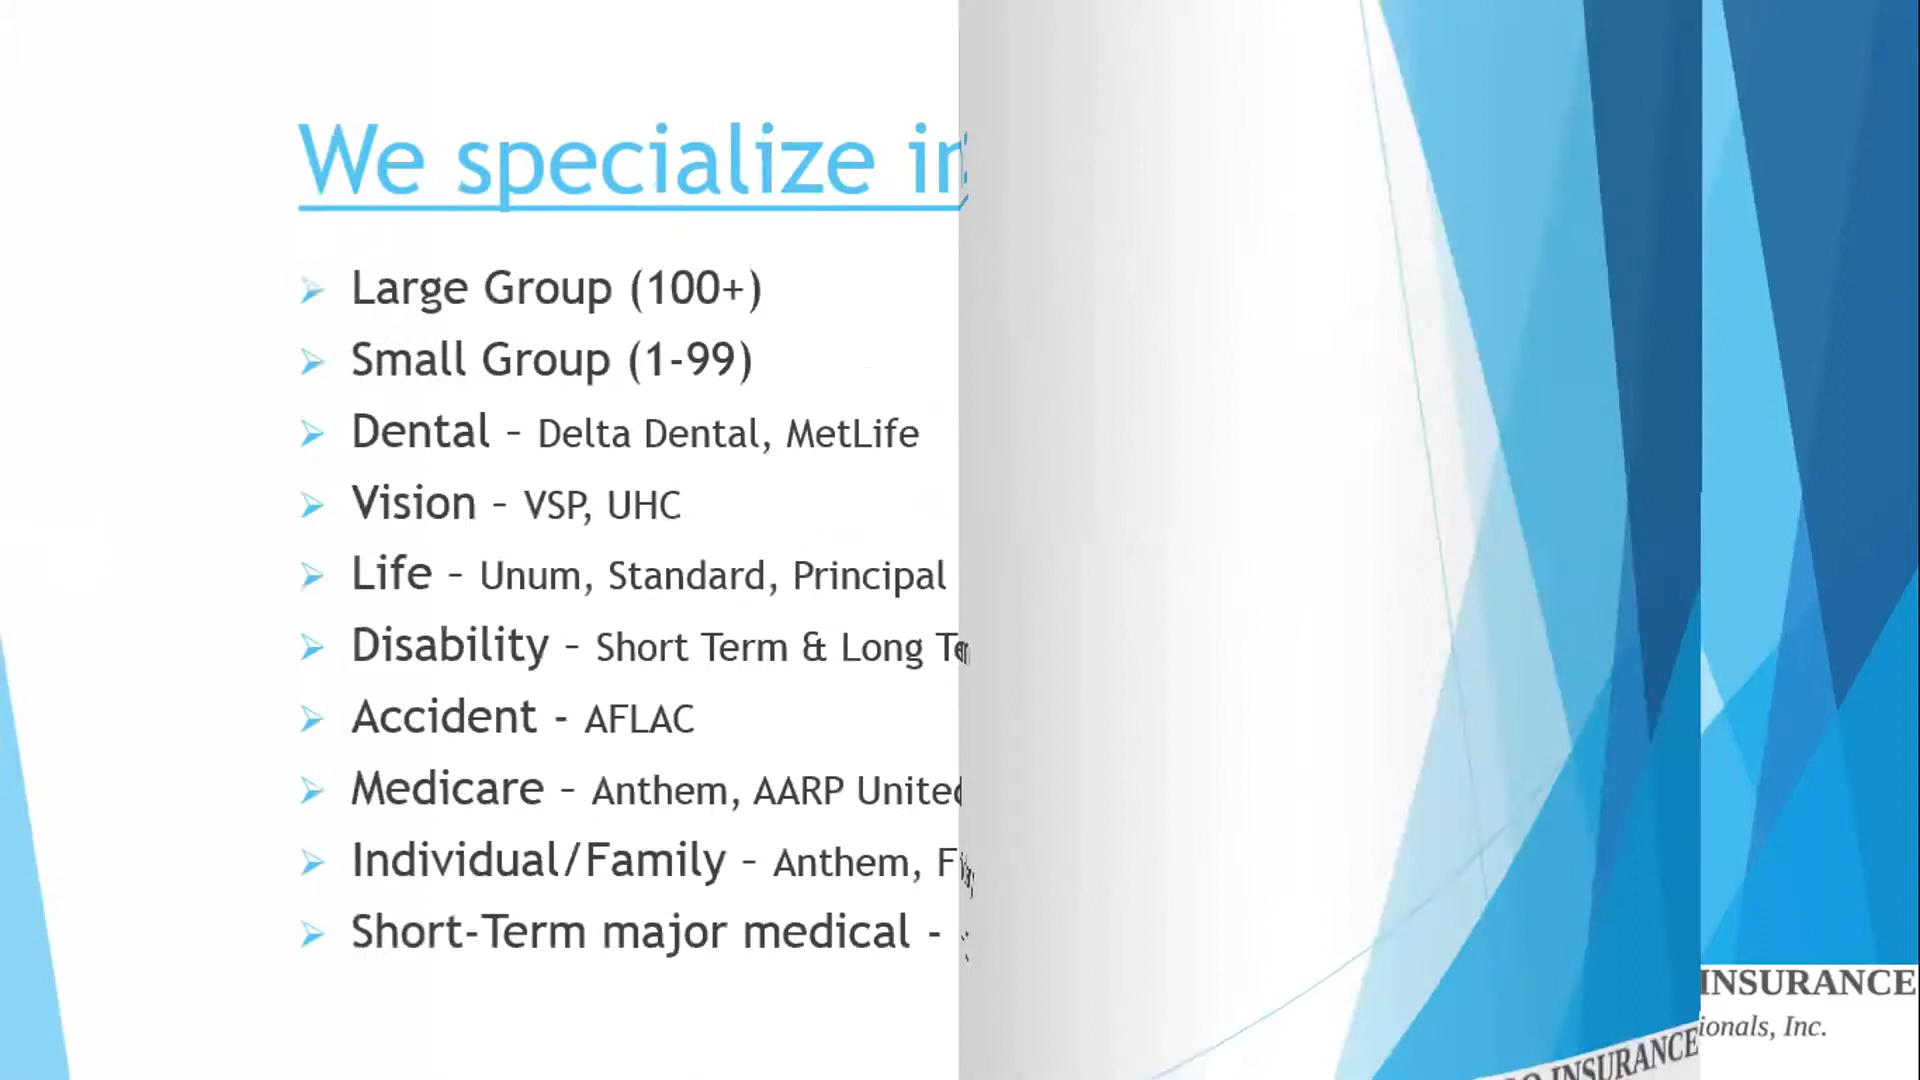 We specialize in
➢ Large Group (100+)
➢ Small Group (1-99)
➢ Dental – Delta Dental, MetLife
➢ Vision – VSP, UHC
➢ Life – Unum, Standard, Principal
➢ Disability – Short Term & Long
➢ Accident - AFLAC
➢ Medicare – Anthem, AARP United
➢ Individual/Family – Anthem,
➢ Short-Term major medical -
INSURANCE
ionals, Inc.
INSURANCE